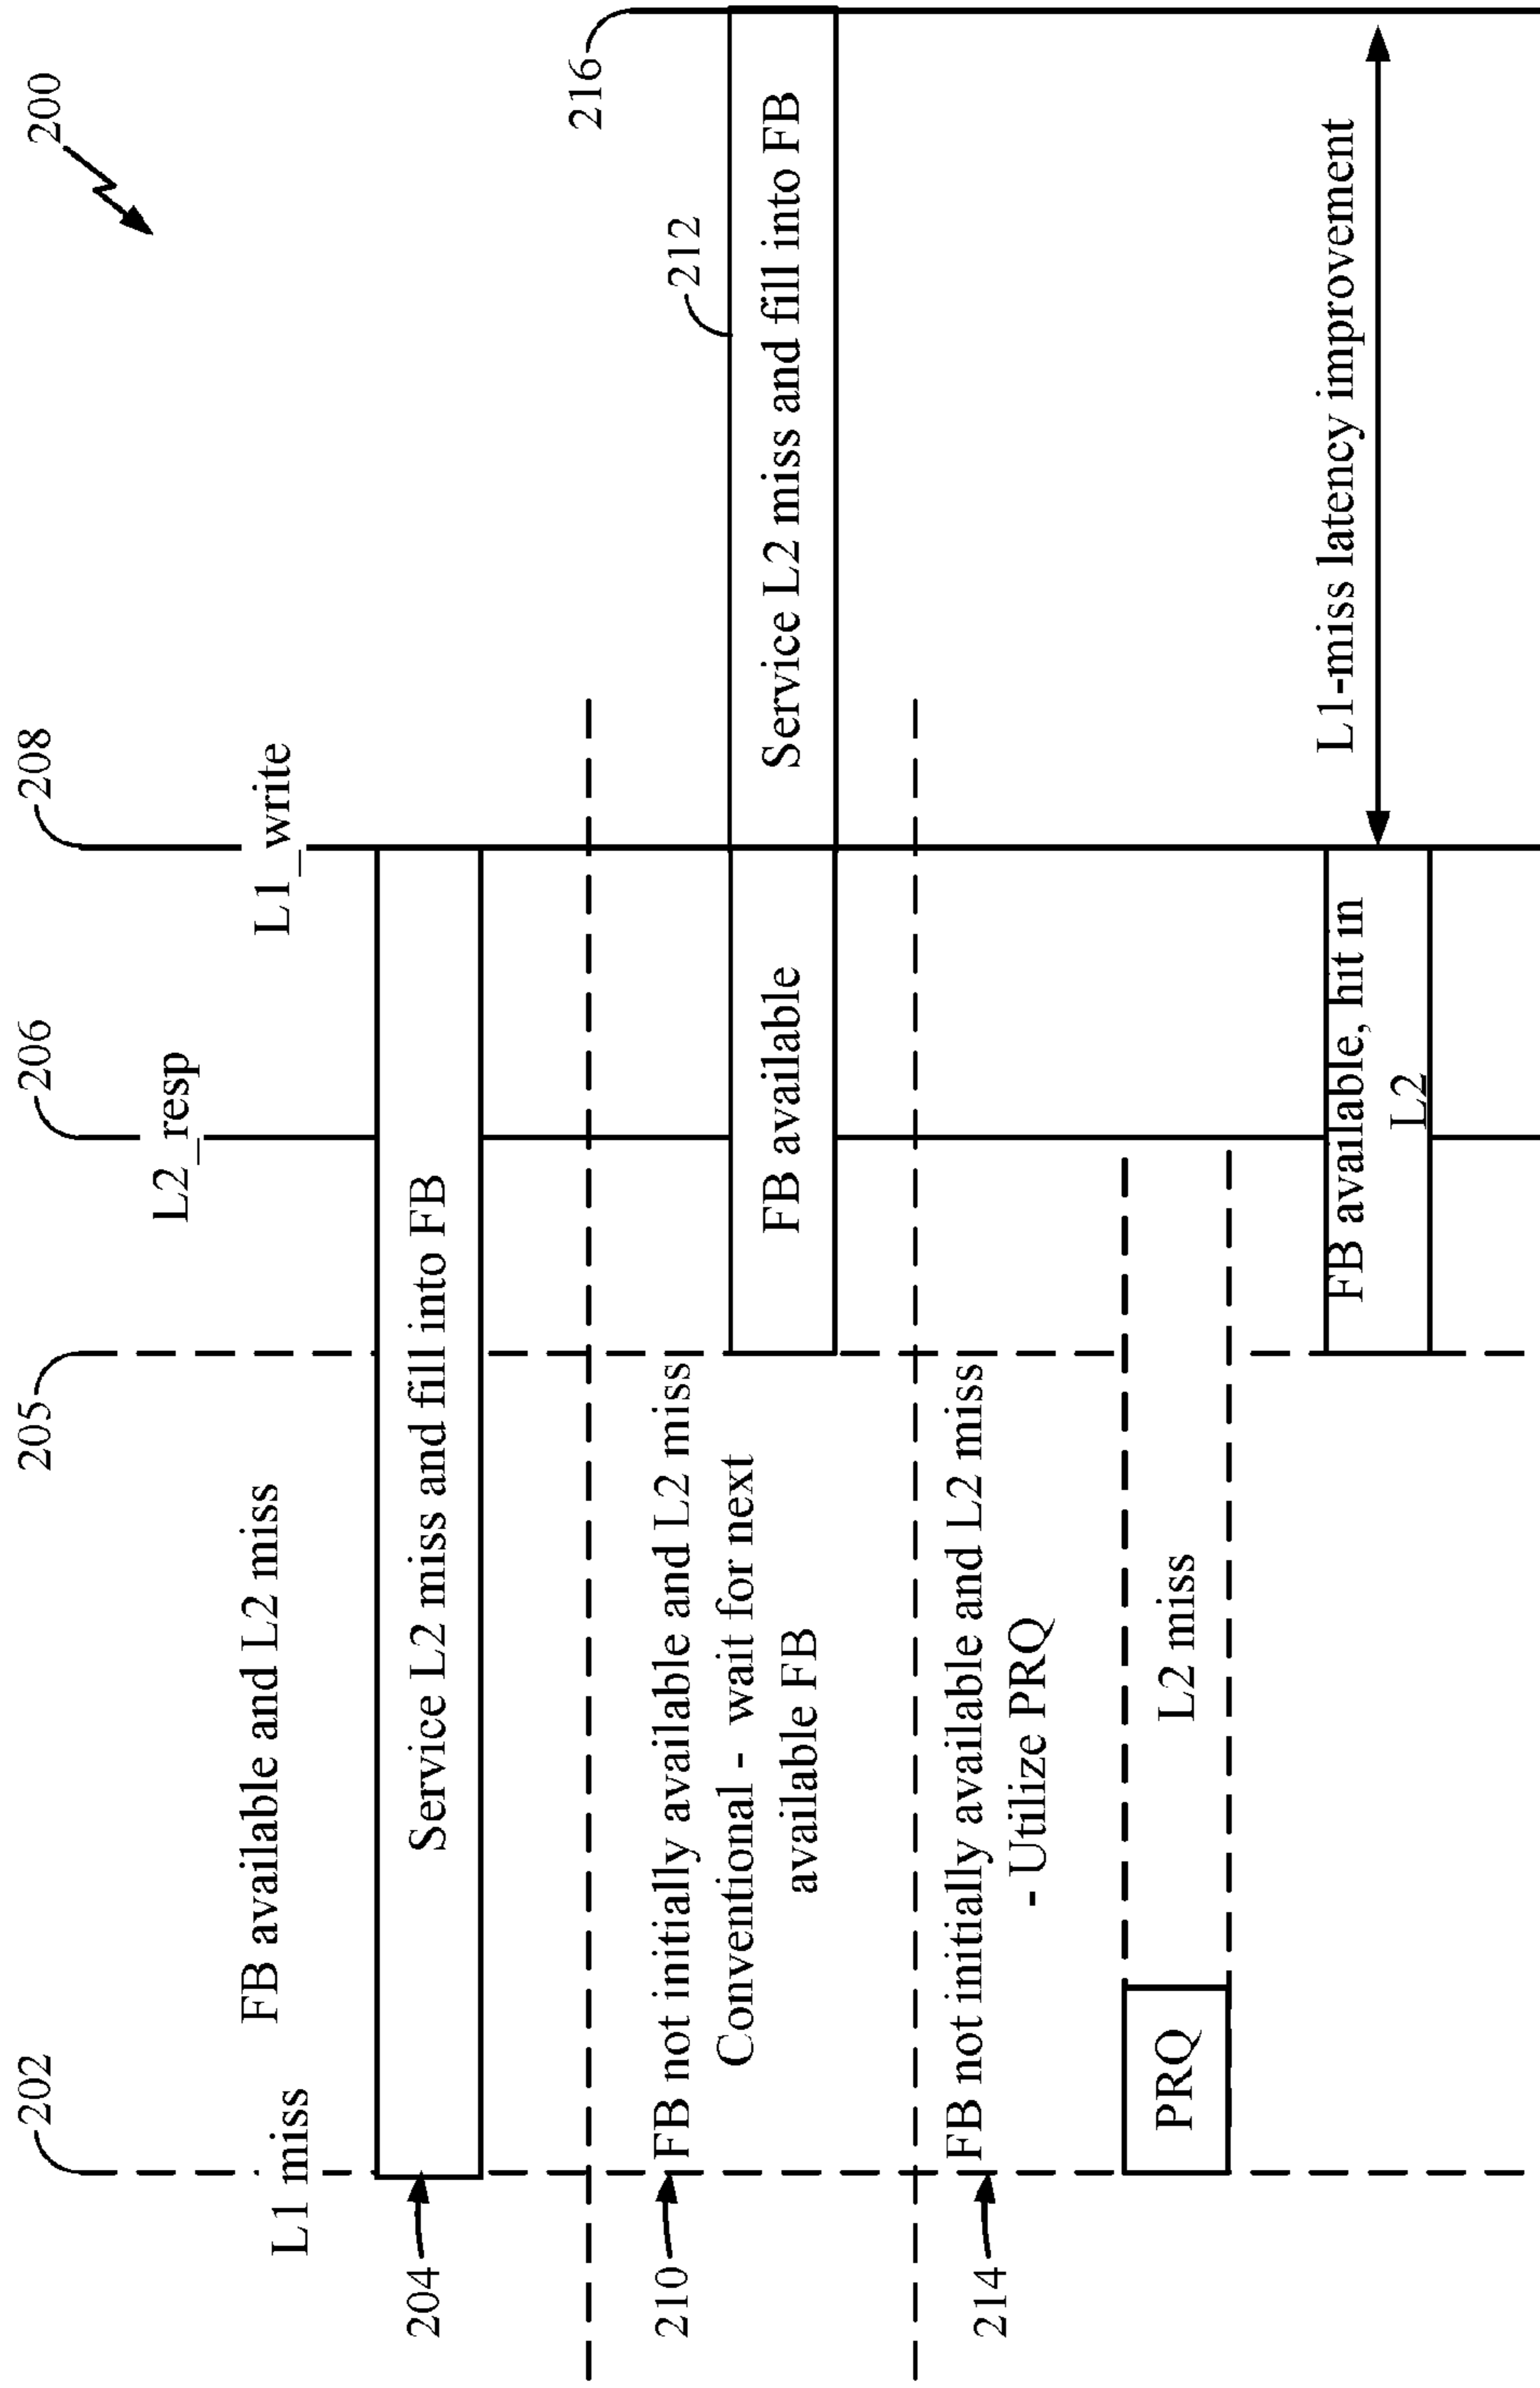 200
202
205
206
208
L1 miss
FB available and L2 miss
L2_resp
L1_write
204
Service L2 miss and fill into FB
216
210
FB not initially available and L2 miss
Conventional - wait for next
available FB
FB available
212
Service L2 miss and fill into FB
214
FB not initially available and L2 miss
- Utilize PRQ
PRQ
L2 miss
FB available, hit in
L2
L1-miss latency improvement